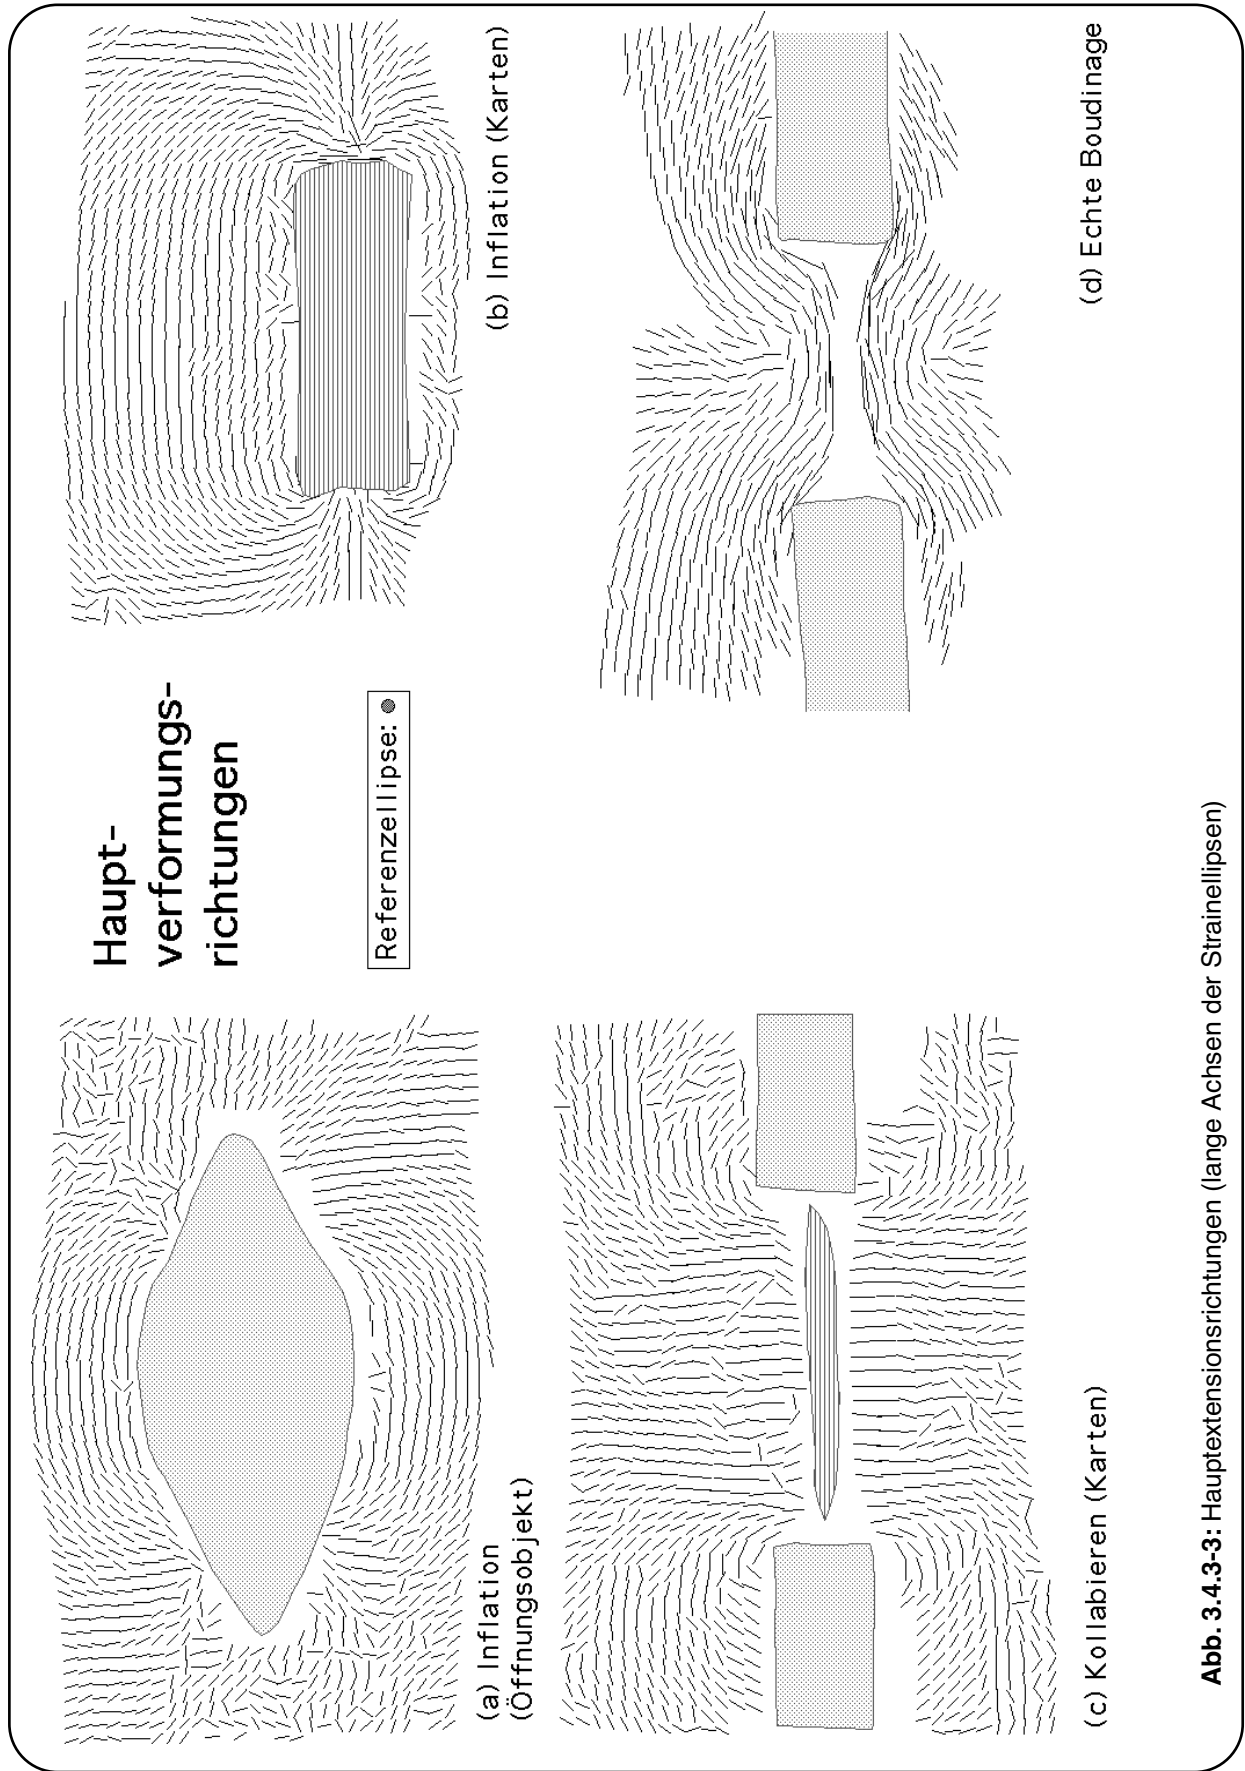 Haupt-
verformungs-
richtungen
Referenzellipse:
(a) Inflation
(Öffnungsobjekt)
(b) Inflation (Karten)
(c) Kollabieren (Karten)
(d) Echte Boudinage
Abb. 3.4.3-3: Hauptextensionsrichtungen (lange Achsen der Strainellipsen)